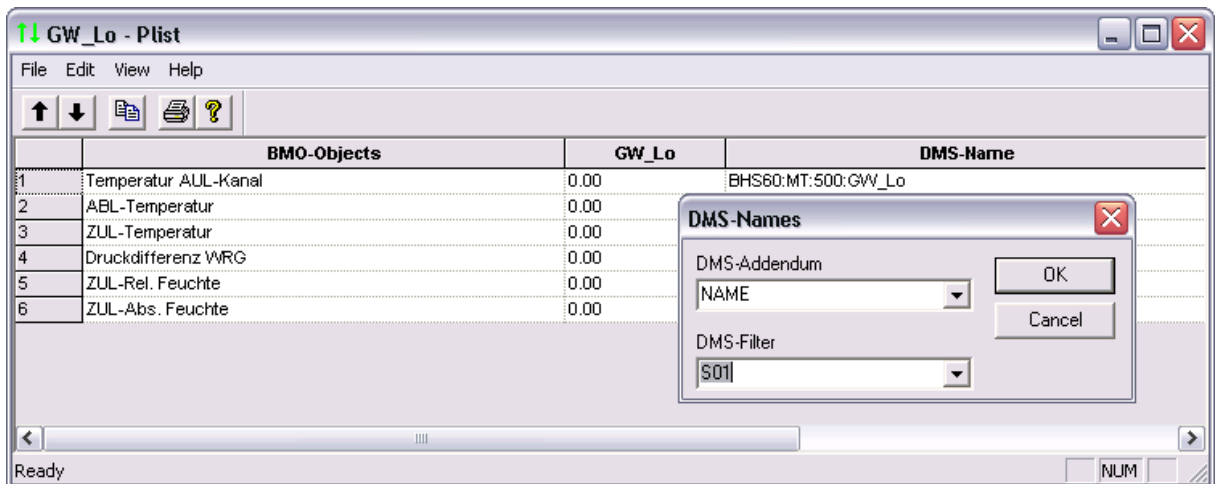 GW_Lo - Plist
File Edit View Help
BMO-Objects GW_Lo DMS-Name
1 Temperatur AUL-Kanal 0.00 BHS60:MT:500:GW_Lo
2 ABL-Temperatur 0.00
3 ZUL-Temperatur 0.00
4 Druckdifferenz WRG 0.00
5 ZUL-Rel. Feuchte 0.00
6 ZUL-Abs. Feuchte 0.00
DMS-Names
DMS-Addendum
OK
NAME
Cancel
DMS-Filter
S01
Ready NUM